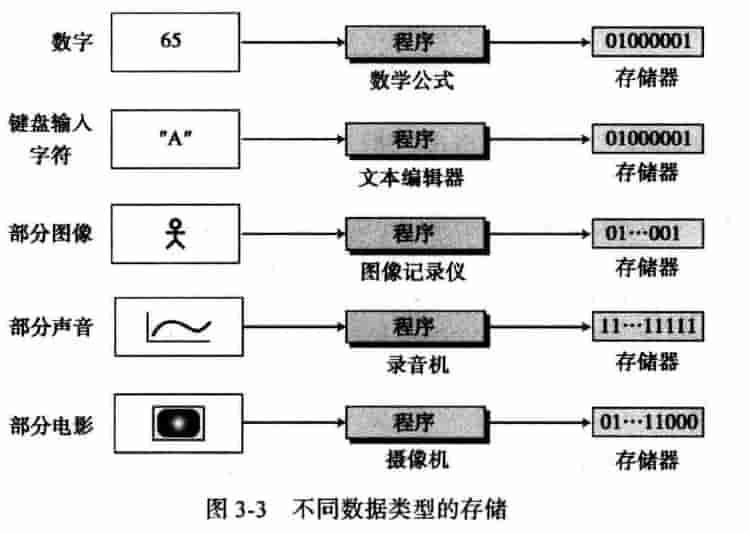 数字 65 程序 01000001
数学公式 存储器
键盘输入 "A" 程序 01000001
字符 文本编辑器 存储器
部分图像 程序 01···001
图像记录仪 存储器
部分声音 程序 11···11111
录音机 存储器
部分电影 程序 01···11000
摄像机 存储器
图 3-3 不同数据类型的存储